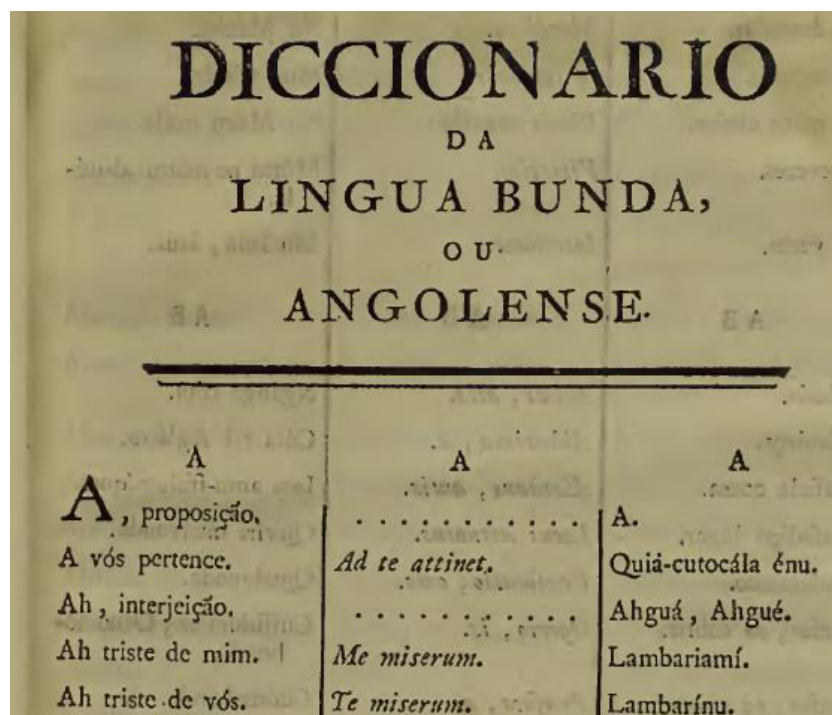 DICCIONARIO
DA
LINGUA BUNDA,
OU
ANGOLENSE.
A A A
A, proposição. . . . . . . . . . . . A.
A vós pertence. Ad te attinet. Quiá-cutocála énu.
Ah, interjeição. . . . . . . . . . . . Ahguá, Ahgué.
Ah triste de mim. Me miserum. Lambariamí.
Ah triste de vós. Te miserum. Lambarínu.